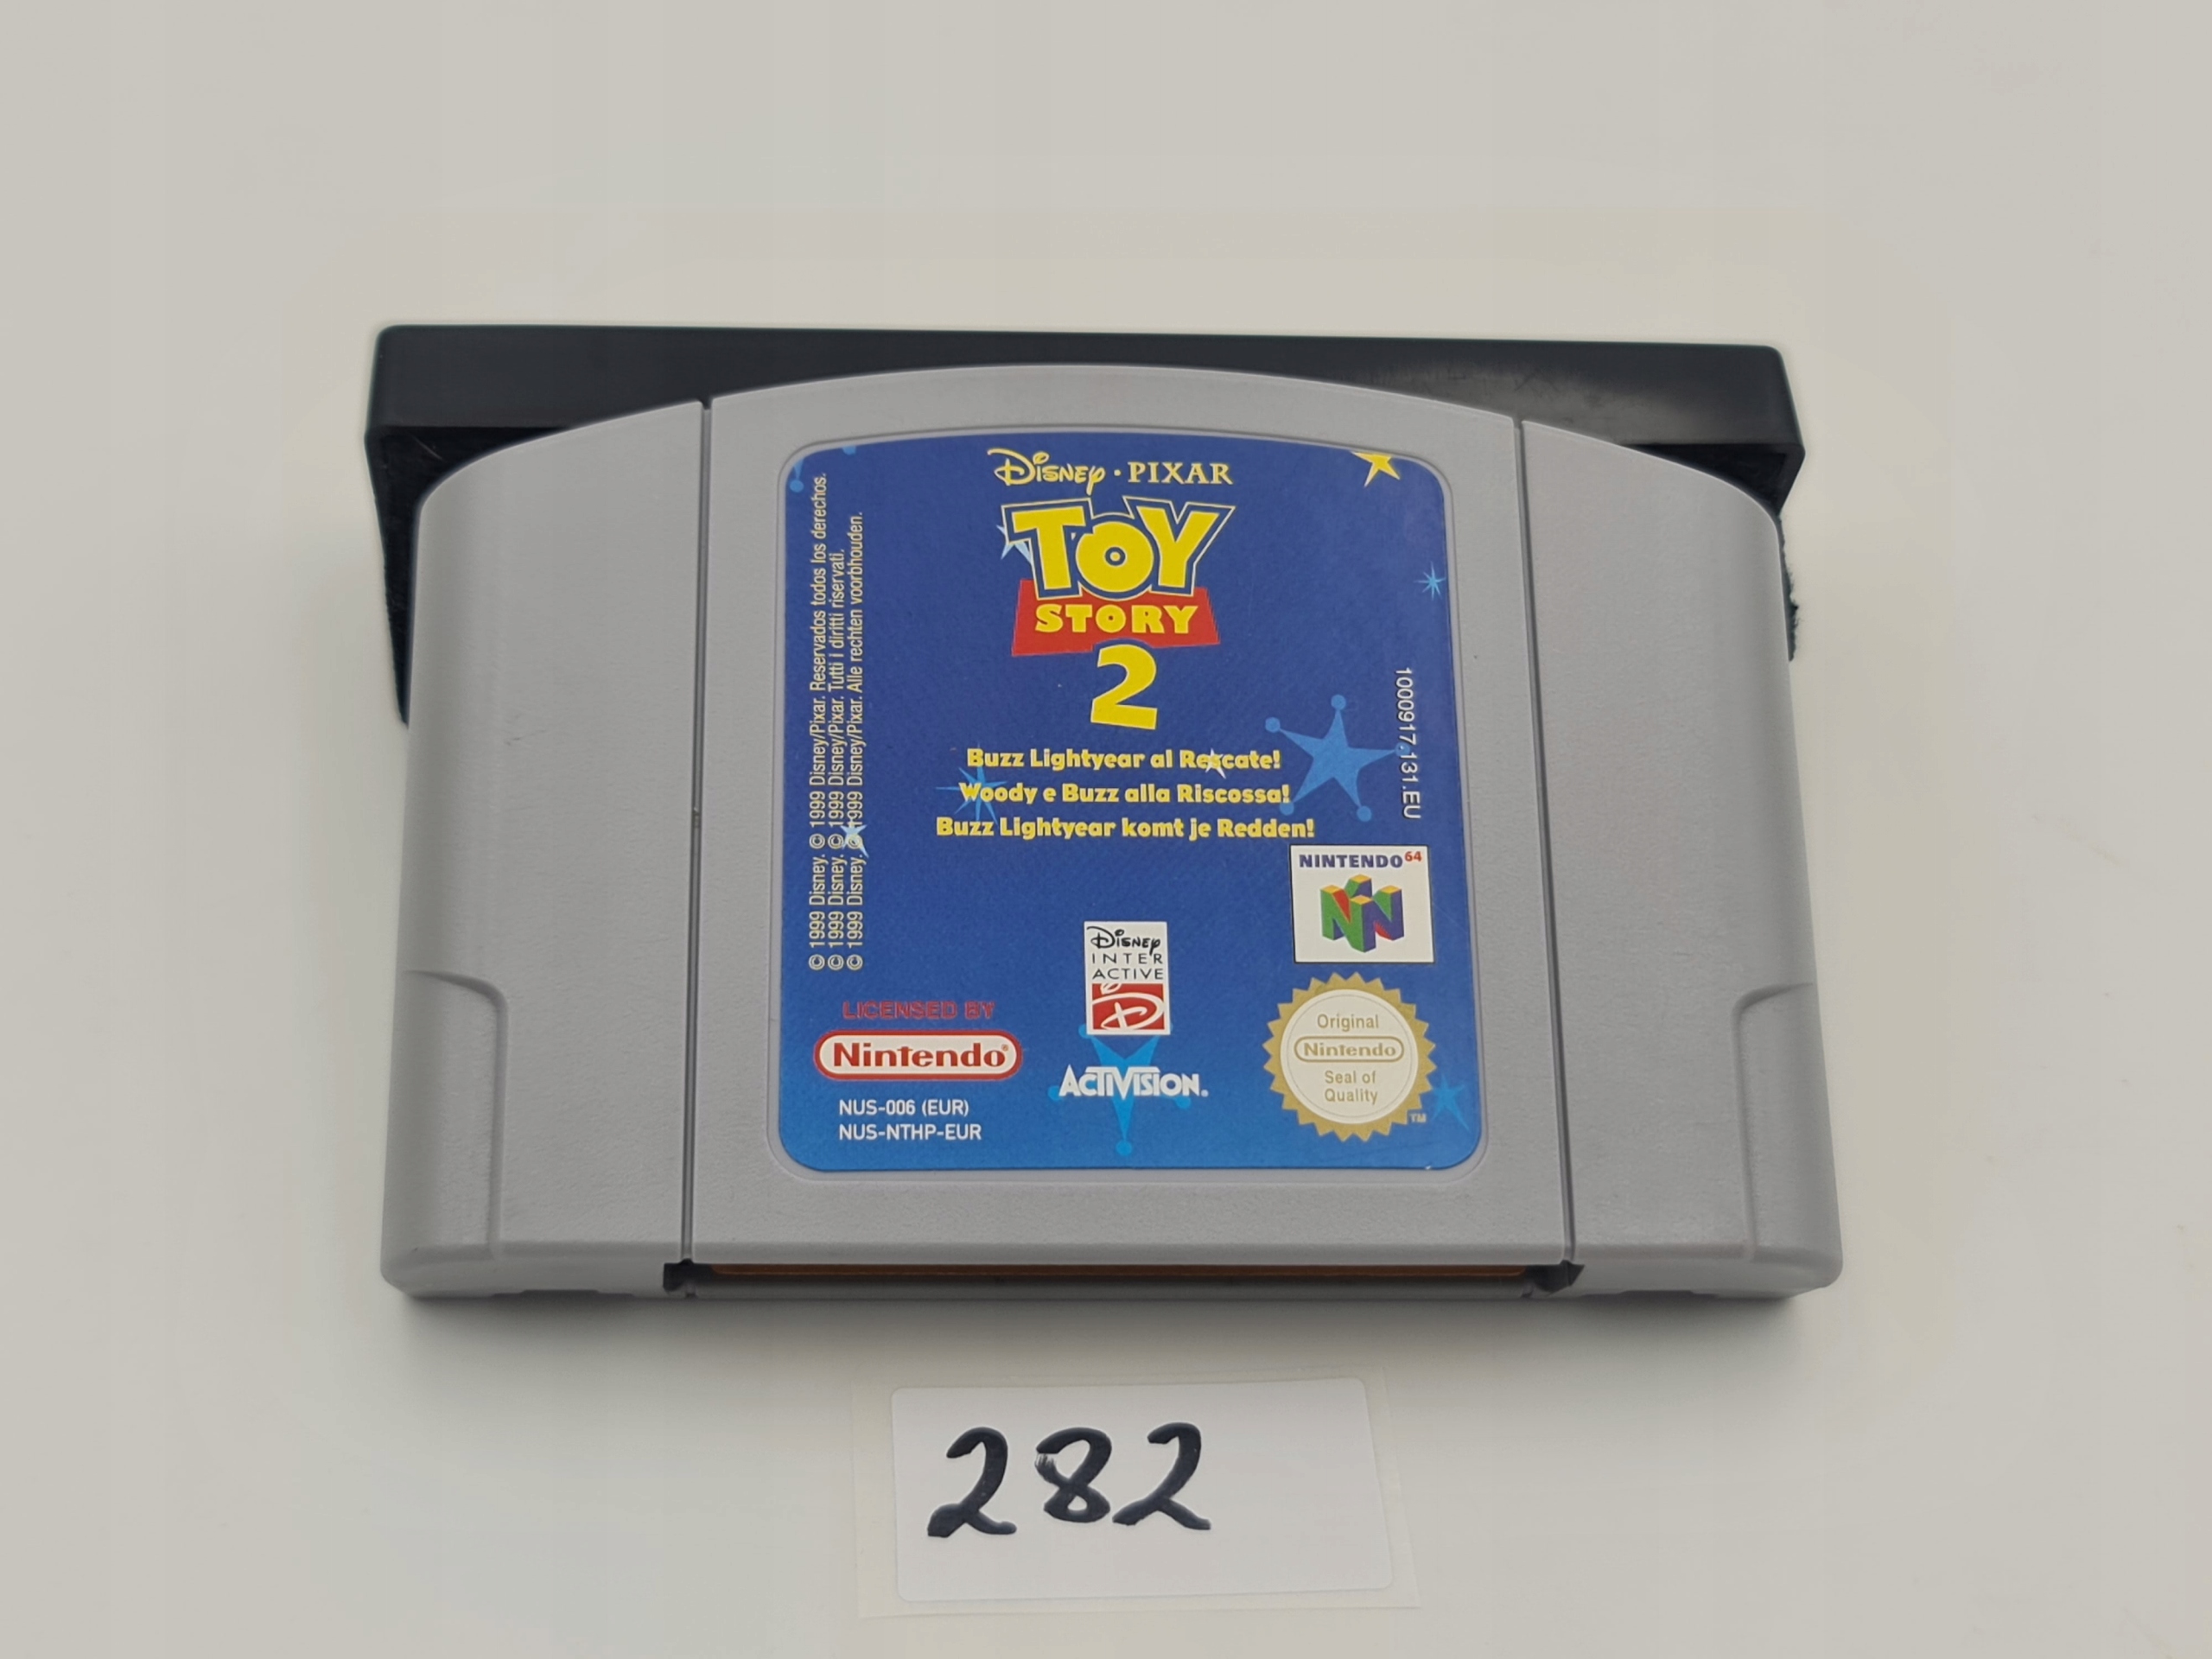 Disney · PIXAR
TOY
STORY
2
Buzz Lightyear al Rescate!
Woody e Buzz alla Riscossa!
Buzz Lightyear komt je Redden!
© 1999 Disney. © 1999 Disney/Pixar. Reservados todos los derechos.
© 1999 Disney. © 1999 Disney/Pixar. Tutti i diritti riservati.
© 1999 Disney. © 1999 Disney/Pixar. Alle rechten voorbhouden.
1000917.131.EU
NINTENDO64
Disney
INTER
ACTIVE
D
LICENSED BY
Nintendo®
NUS-006 (EUR)
NUS-NTHP-EUR
ACTIVISION.
Original
Nintendo
Seal of
Quality
TM
282